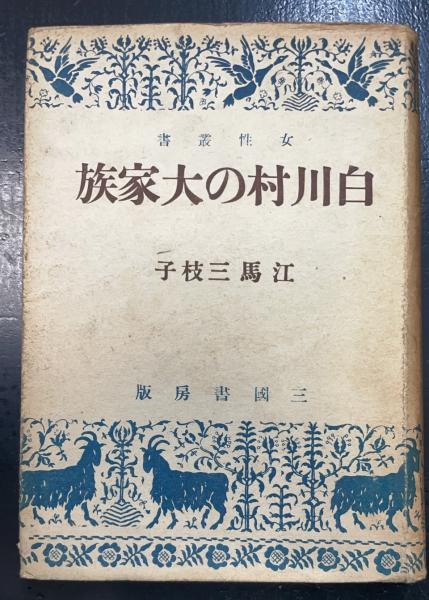 女性叢書
白川村の大家族
江馬三枝子
三國書房版